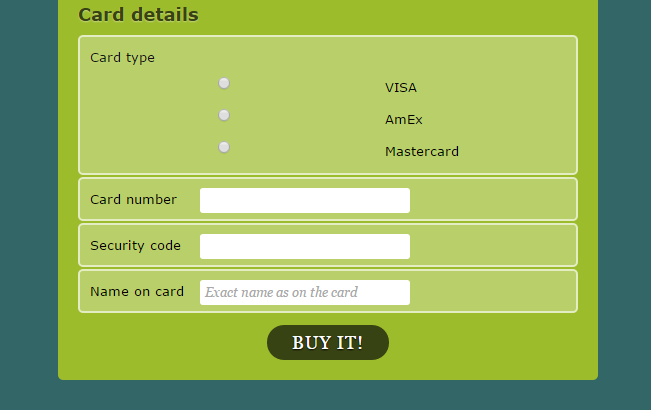 Card details
Card type
VISA
AmEx
Mastercard
Card number
Security code
Name on card Exact name as on the card
BUY IT!